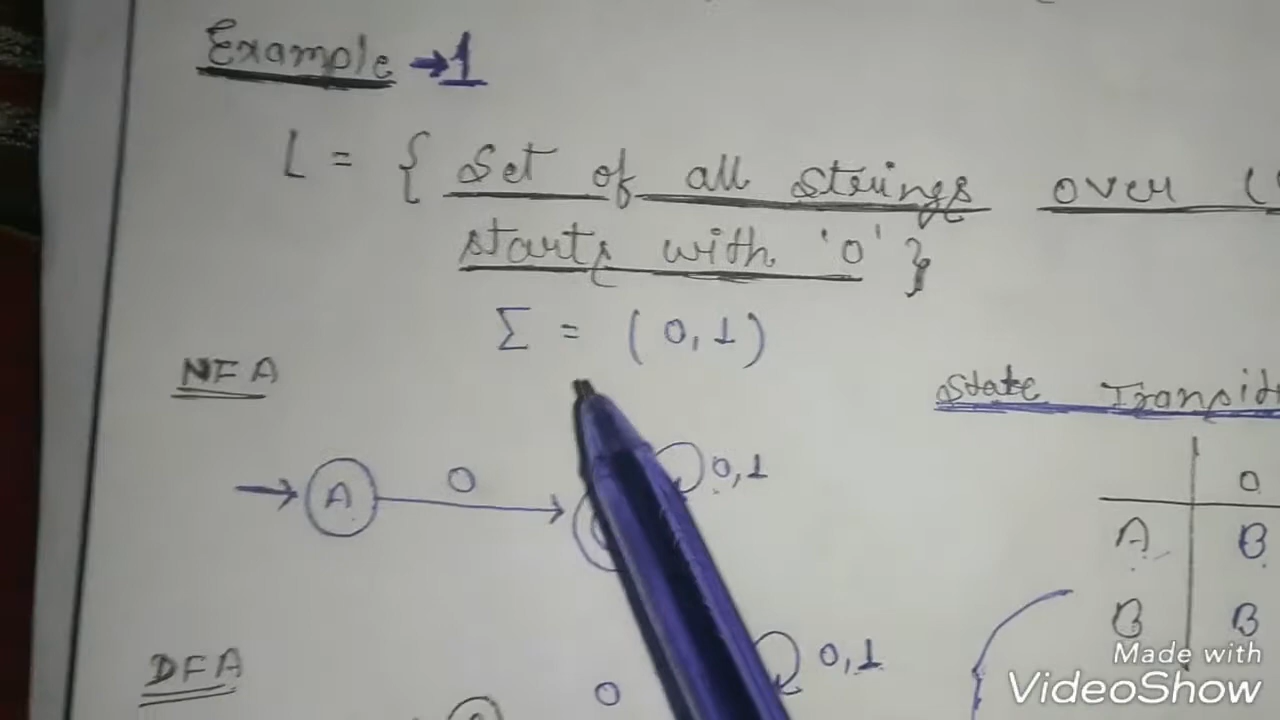 Example → 1
L = { Set of all strings over (
starts with '0' }
Σ = ( 0, 1 )
NFA
State
A 0 0, 1
0
A B
B B
DFA
0 0, 1
Made with
VideoShow